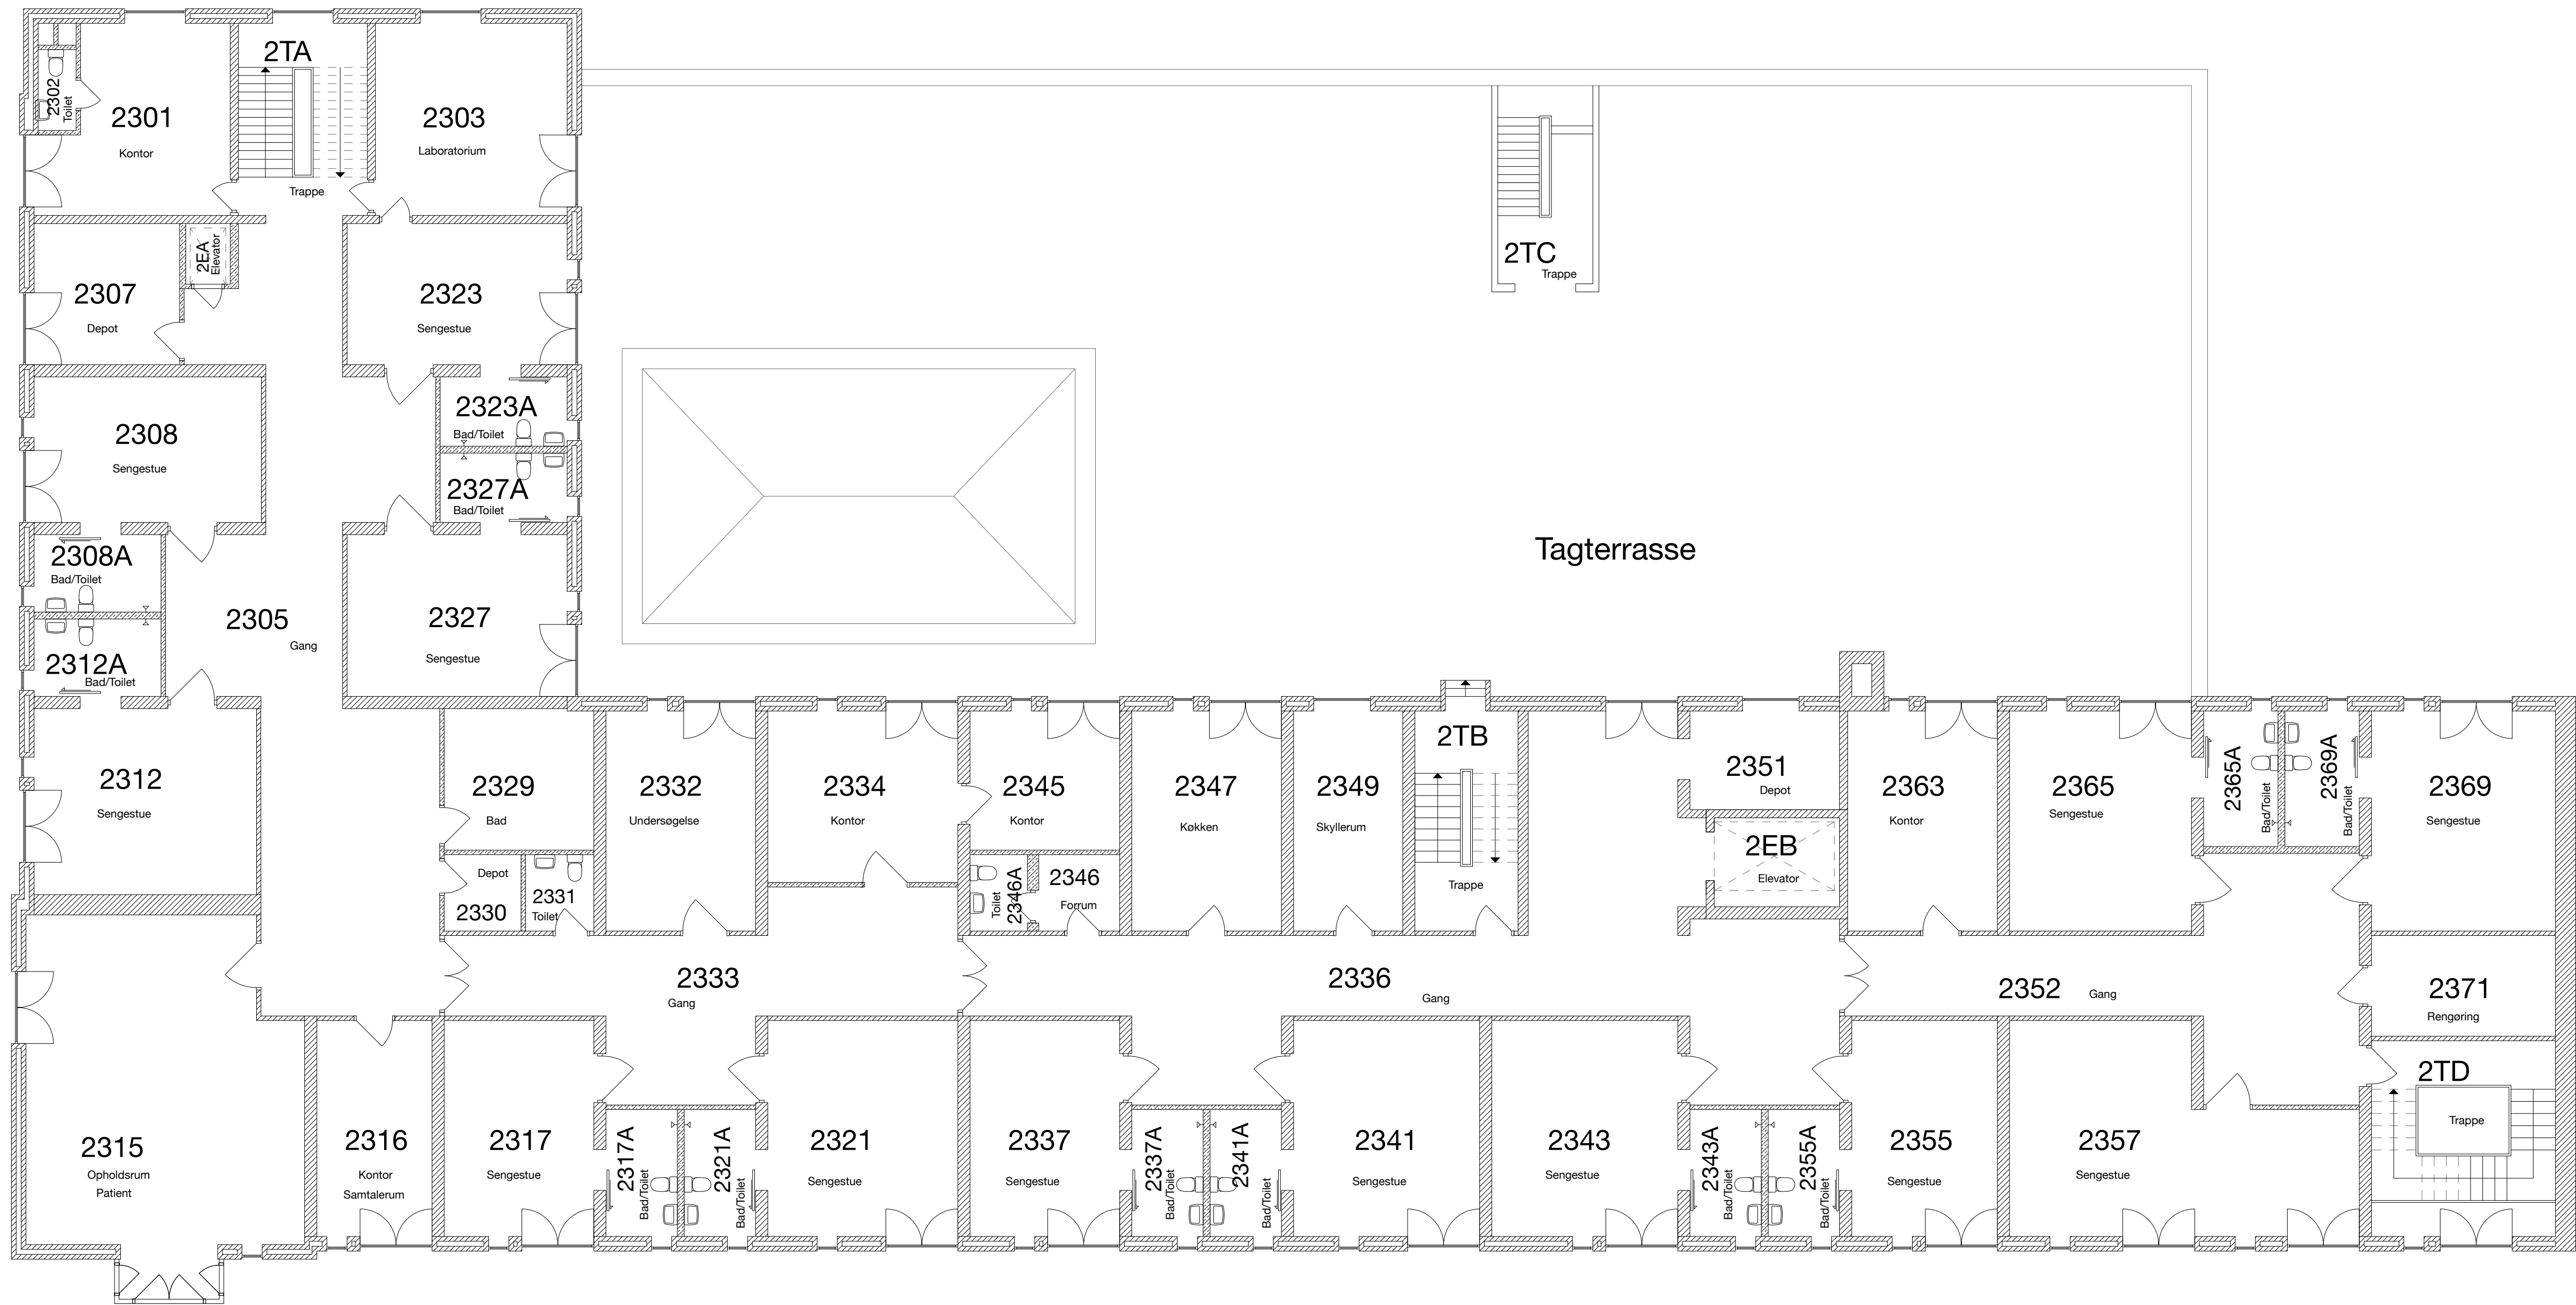 2TA
Trappe
2302
Toilet
2301
Kontor
2303
Laboratorium
2EA
Elevator
2307
Depot
2323
Sengestue
2TC
Trappe
2308
Sengestue
2323A
Bad/Toilet
2327A
Bad/Toilet
2308A
Bad/Toilet
2312A
Bad/Toilet
2305
Gang
2327
Sengestue
Tagterrasse
2312
Sengestue
2329
Bad
Depot
2330
2331
Toilet
2332
Undersøgelse
2334
Kontor
2345
Kontor
2346A
Toilet
2346
Forrum
2347
Køkken
2349
Skyllerum
2TB
Trappe
2351
Depot
2EB
Elevator
2363
Kontor
2365
Sengestue
2365A
Bad/Toilet
2369A
Bad/Toilet
2369
Sengestue
2333
Gang
2336
Gang
2352
Gang
2371
Rengøring
2315
Opholdsrum
Patient
2316
Kontor
Samtalerum
2317
Sengestue
2317A
Bad/Toilet
2321A
Bad/Toilet
2321
Sengestue
2337
Sengestue
2337A
Bad/Toilet
2341A
Bad/Toilet
2341
Sengestue
2343
Sengestue
2343A
Bad/Toilet
2355A
Bad/Toilet
2355
Sengestue
2357
Sengestue
2TD
Trappe